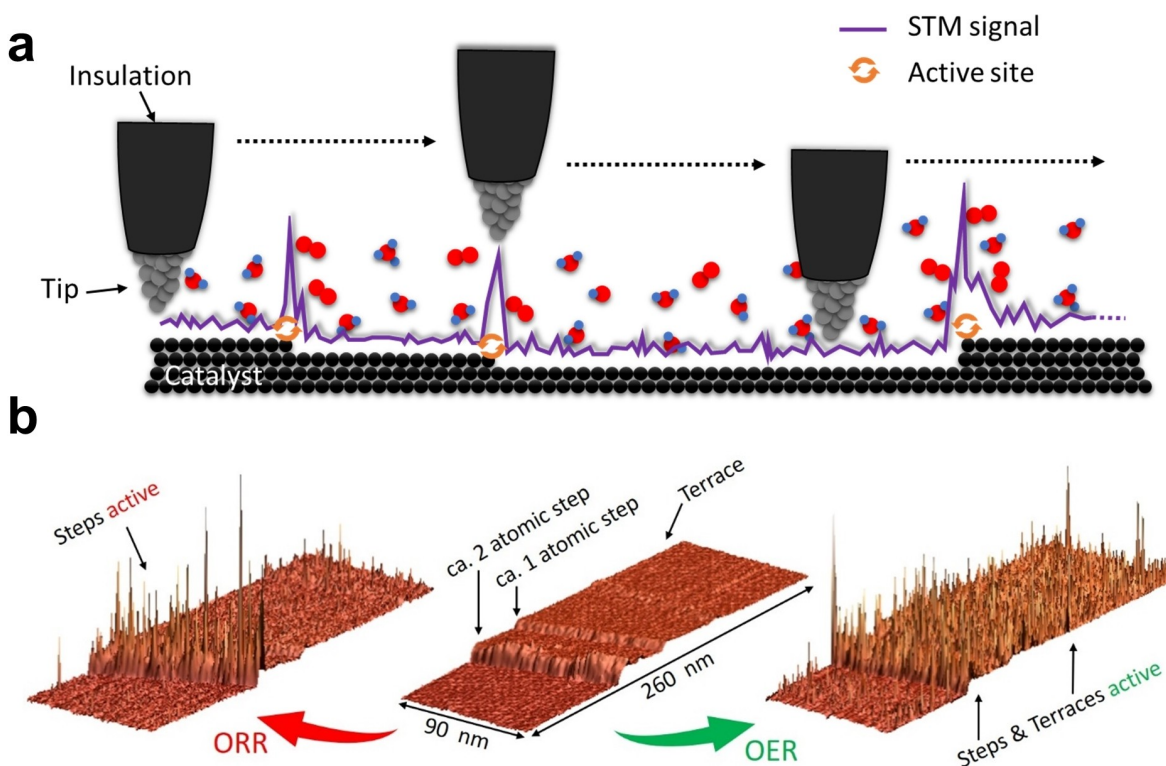 a
STM signal
Active site
Insulation
Tip
Catalyst
b
Steps active
ca. 2 atomic step
ca. 1 atomic step
Terrace
90 nm
260 nm
ORR
OER
Steps & Terraces active